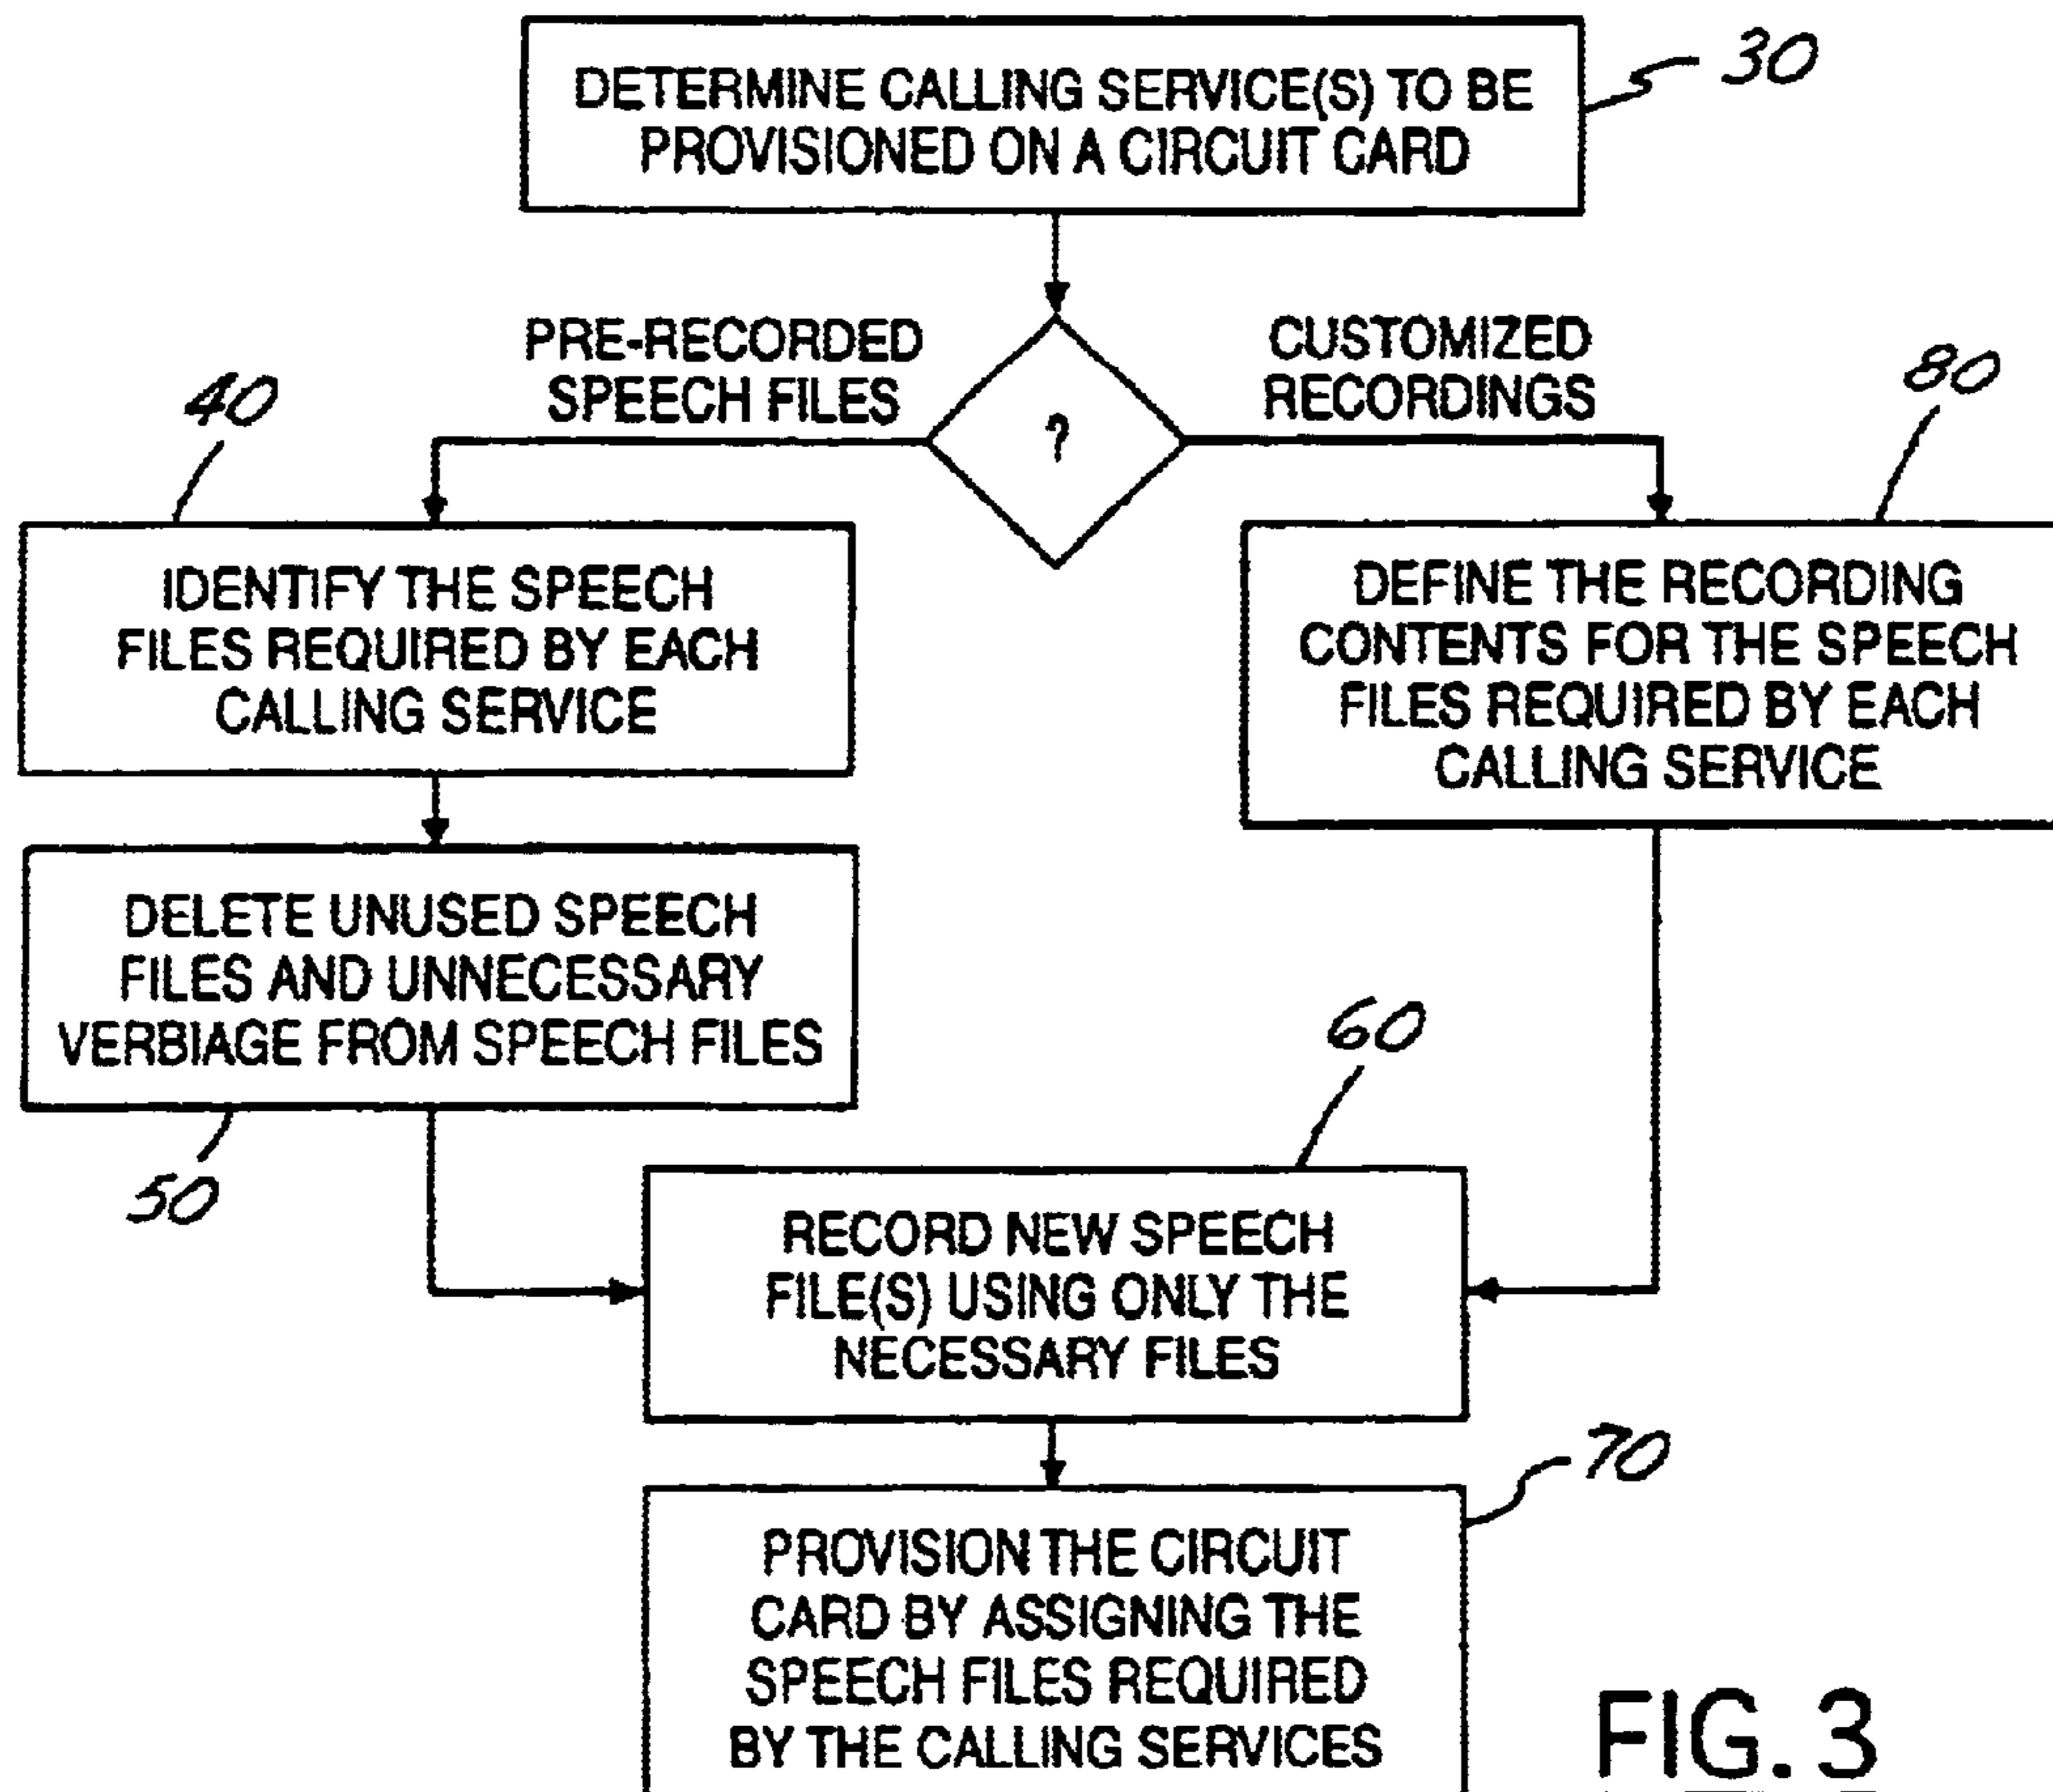 DETERMINE CALLING SERVICE(S) TO BE
PROVISIONED ON A CIRCUIT CARD
30
PRE-RECORDED
SPEECH FILES
?
CUSTOMIZED
RECORDINGS
40
80
IDENTIFY THE SPEECH
FILES REQUIRED BY EACH
CALLING SERVICE
DEFINE THE RECORDING
CONTENTS FOR THE SPEECH
FILES REQUIRED BY EACH
CALLING SERVICE
DELETE UNUSED SPEECH
FILES AND UNNECESSARY
VERBIAGE FROM SPEECH FILES
50
60
RECORD NEW SPEECH
FILE(S) USING ONLY THE
NECESSARY FILES
70
PROVISION THE CIRCUIT
CARD BY ASSIGNING THE
SPEECH FILES REQUIRED
BY THE CALLING SERVICES
FIG. 3